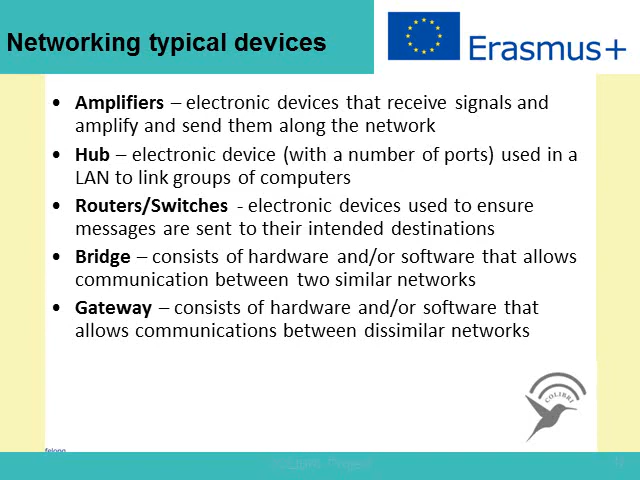 Networking typical devices
Erasmus+
• Amplifiers – electronic devices that receive signals and
amplify and send them along the network
• Hub – electronic device (with a number of ports) used in a
LAN to link groups of computers
• Routers/Switches - electronic devices used to ensure
messages are sent to their intended destinations
• Bridge – consists of hardware and/or software that allows
communication between two similar networks
• Gateway – consists of hardware and/or software that
allows communications between dissimilar networks
COLIBRI